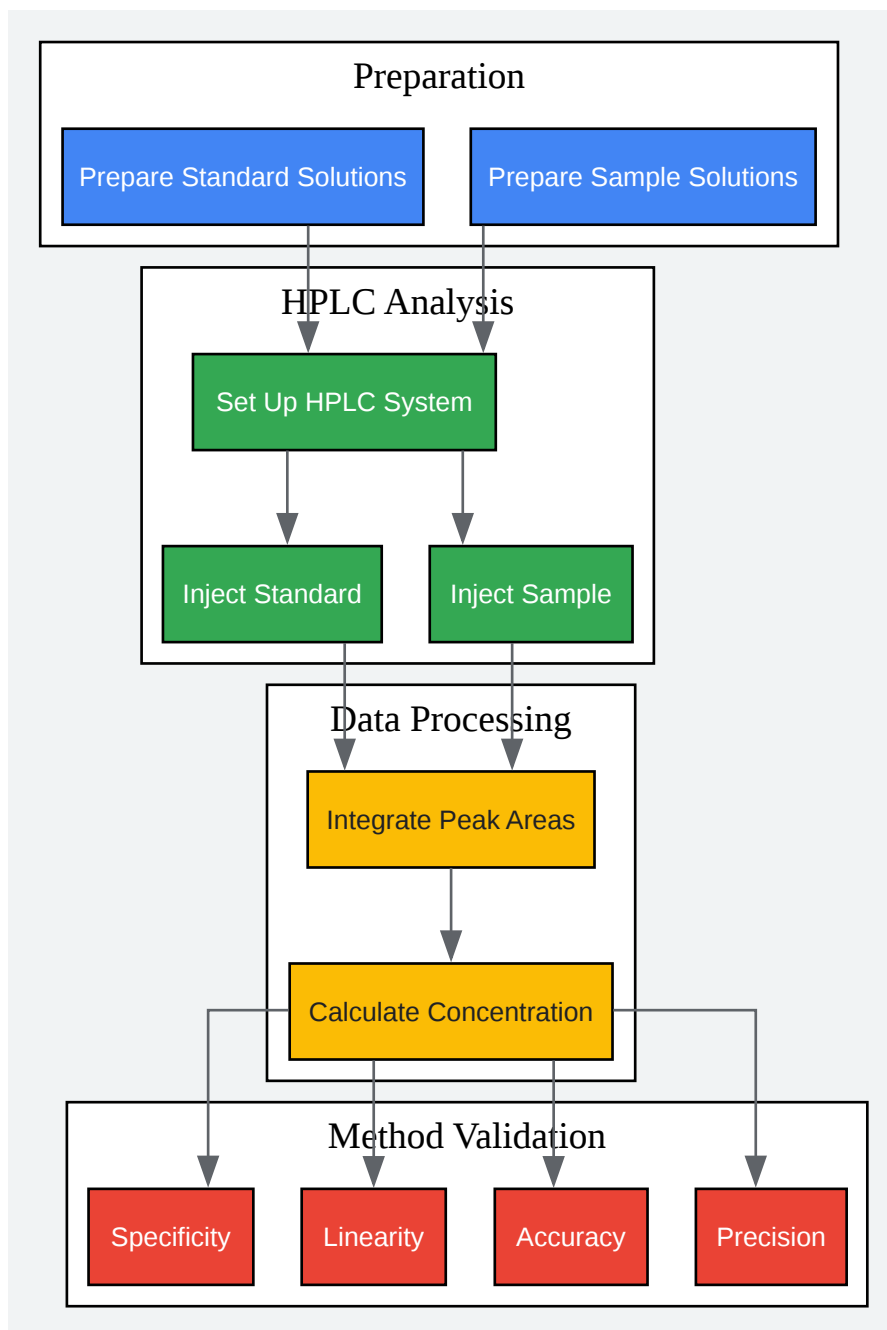 Preparation
Prepare Standard Solutions
Prepare Sample Solutions
HPLC Analysis
Set Up HPLC System
Inject Standard
Inject Sample
Data Processing
Integrate Peak Areas
Calculate Concentration
Method Validation
Specificity
Linearity
Accuracy
Precision